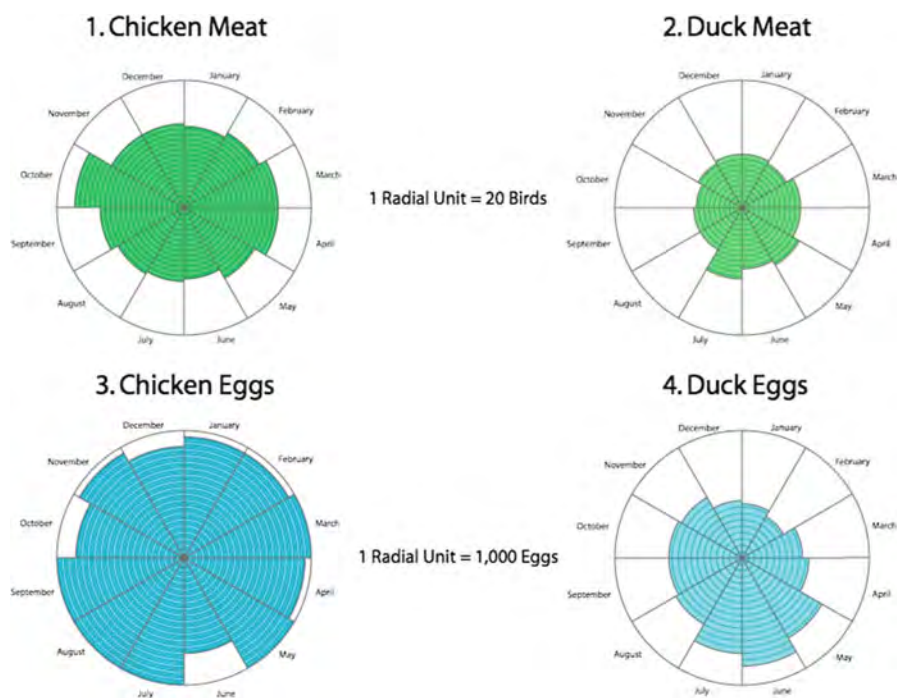 1. Chicken Meat
December
January
November
February
October
March
September
April
August
May
July
June
2. Duck Meat
December
January
November
February
October
March
September
April
August
May
July
June
1 Radial Unit = 20 Birds
3. Chicken Eggs
December
January
November
February
October
March
September
April
August
May
July
June
4. Duck Eggs
December
January
November
February
October
March
September
April
August
May
July
June
1 Radial Unit = 1,000 Eggs